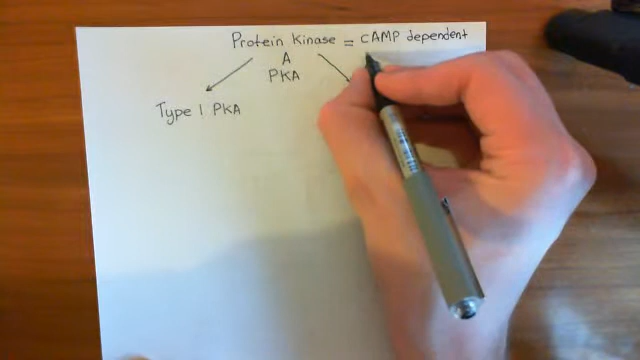 Protein Kinase = cAMP dependent
A
PKA
Type I PKA